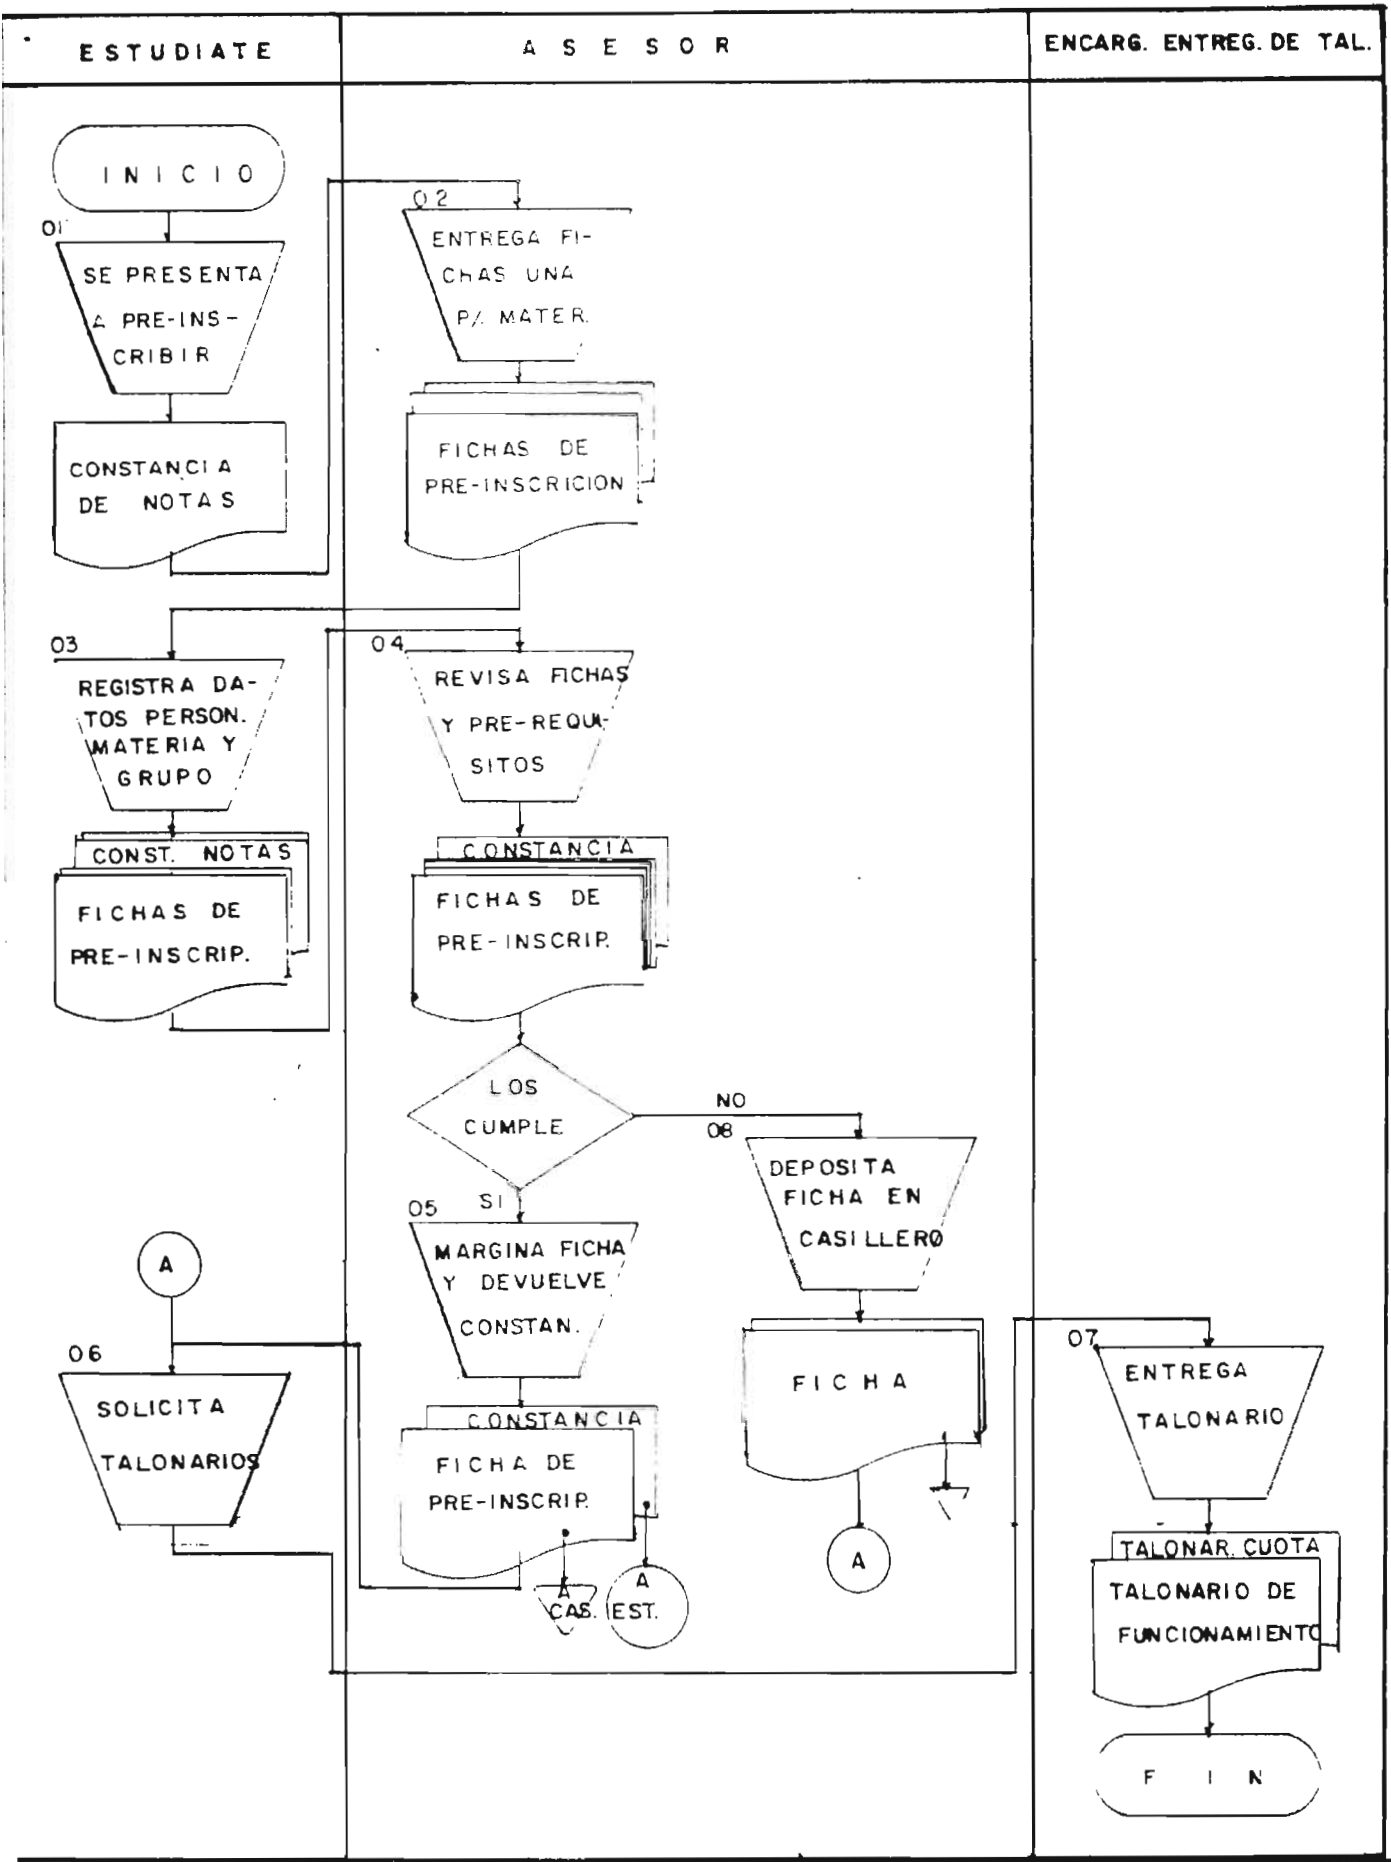 ESTUDIATE
ASESOR
ENCARG. ENTREG. DE TAL.
INICIO
01
SE PRESENTA
A PRE-INS-
CRIBIR
CONSTANCIA
DE NOTAS
02
ENTREGA FI-
CHAS UNA
P/. MATER.
FICHAS DE
PRE-INSCRICION
03
REGISTRA DA-
TOS PERSON.
MATERIA Y
GRUPO
CONST. NOTAS
FICHAS DE
PRE-INSCRIP.
04
REVISA FICHAS
Y PRE-REQUI-
SITOS
CONSTANCIA
FICHAS DE
PRE-INSCRIP.
LOS
CUMPLE
NO
08
DEPOSITA
FICHA EN
CASILLERO
FICHA
A
SI
05
MARGINA FICHA
Y DEVUELVE
CONSTAN.
CONSTANCIA
FICHA DE
PRE-INSCRIP.
A
CAS.
A
EST.
A
06
SOLICITA
TALONARIOS
07
ENTREGA
TALONARIO
TALONAR. CUOTA
TALONARIO DE
FUNCIONAMIENTO
FIN